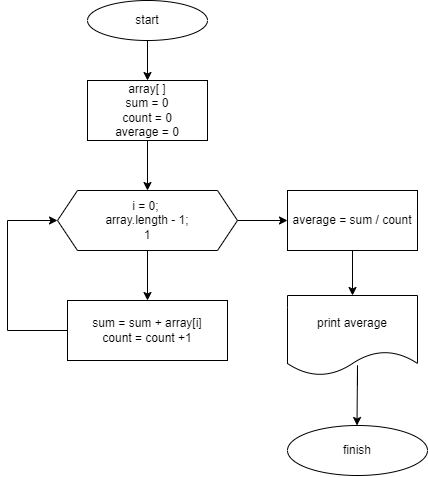 start
array[ ]
sum = 0
count = 0
average = 0
i = 0;
array.length - 1;
1
average = sum / count
sum = sum + array[i]
count = count +1
print average
finish